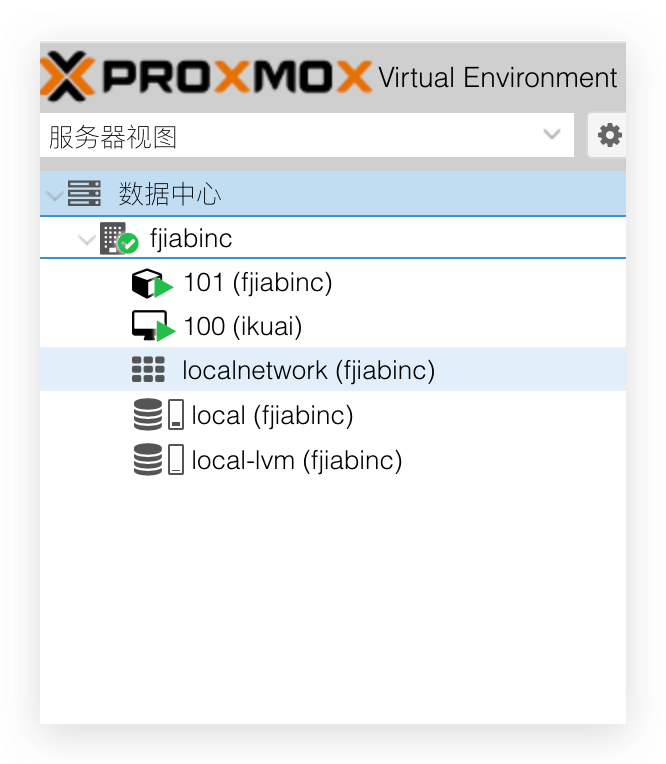 PROXMOX Virtual Environment
服务器视图
数据中心
fjiabinc
101 (fjiabinc)
100 (ikuai)
localnetwork (fjiabinc)
local (fjiabinc)
local-lvm (fjiabinc)